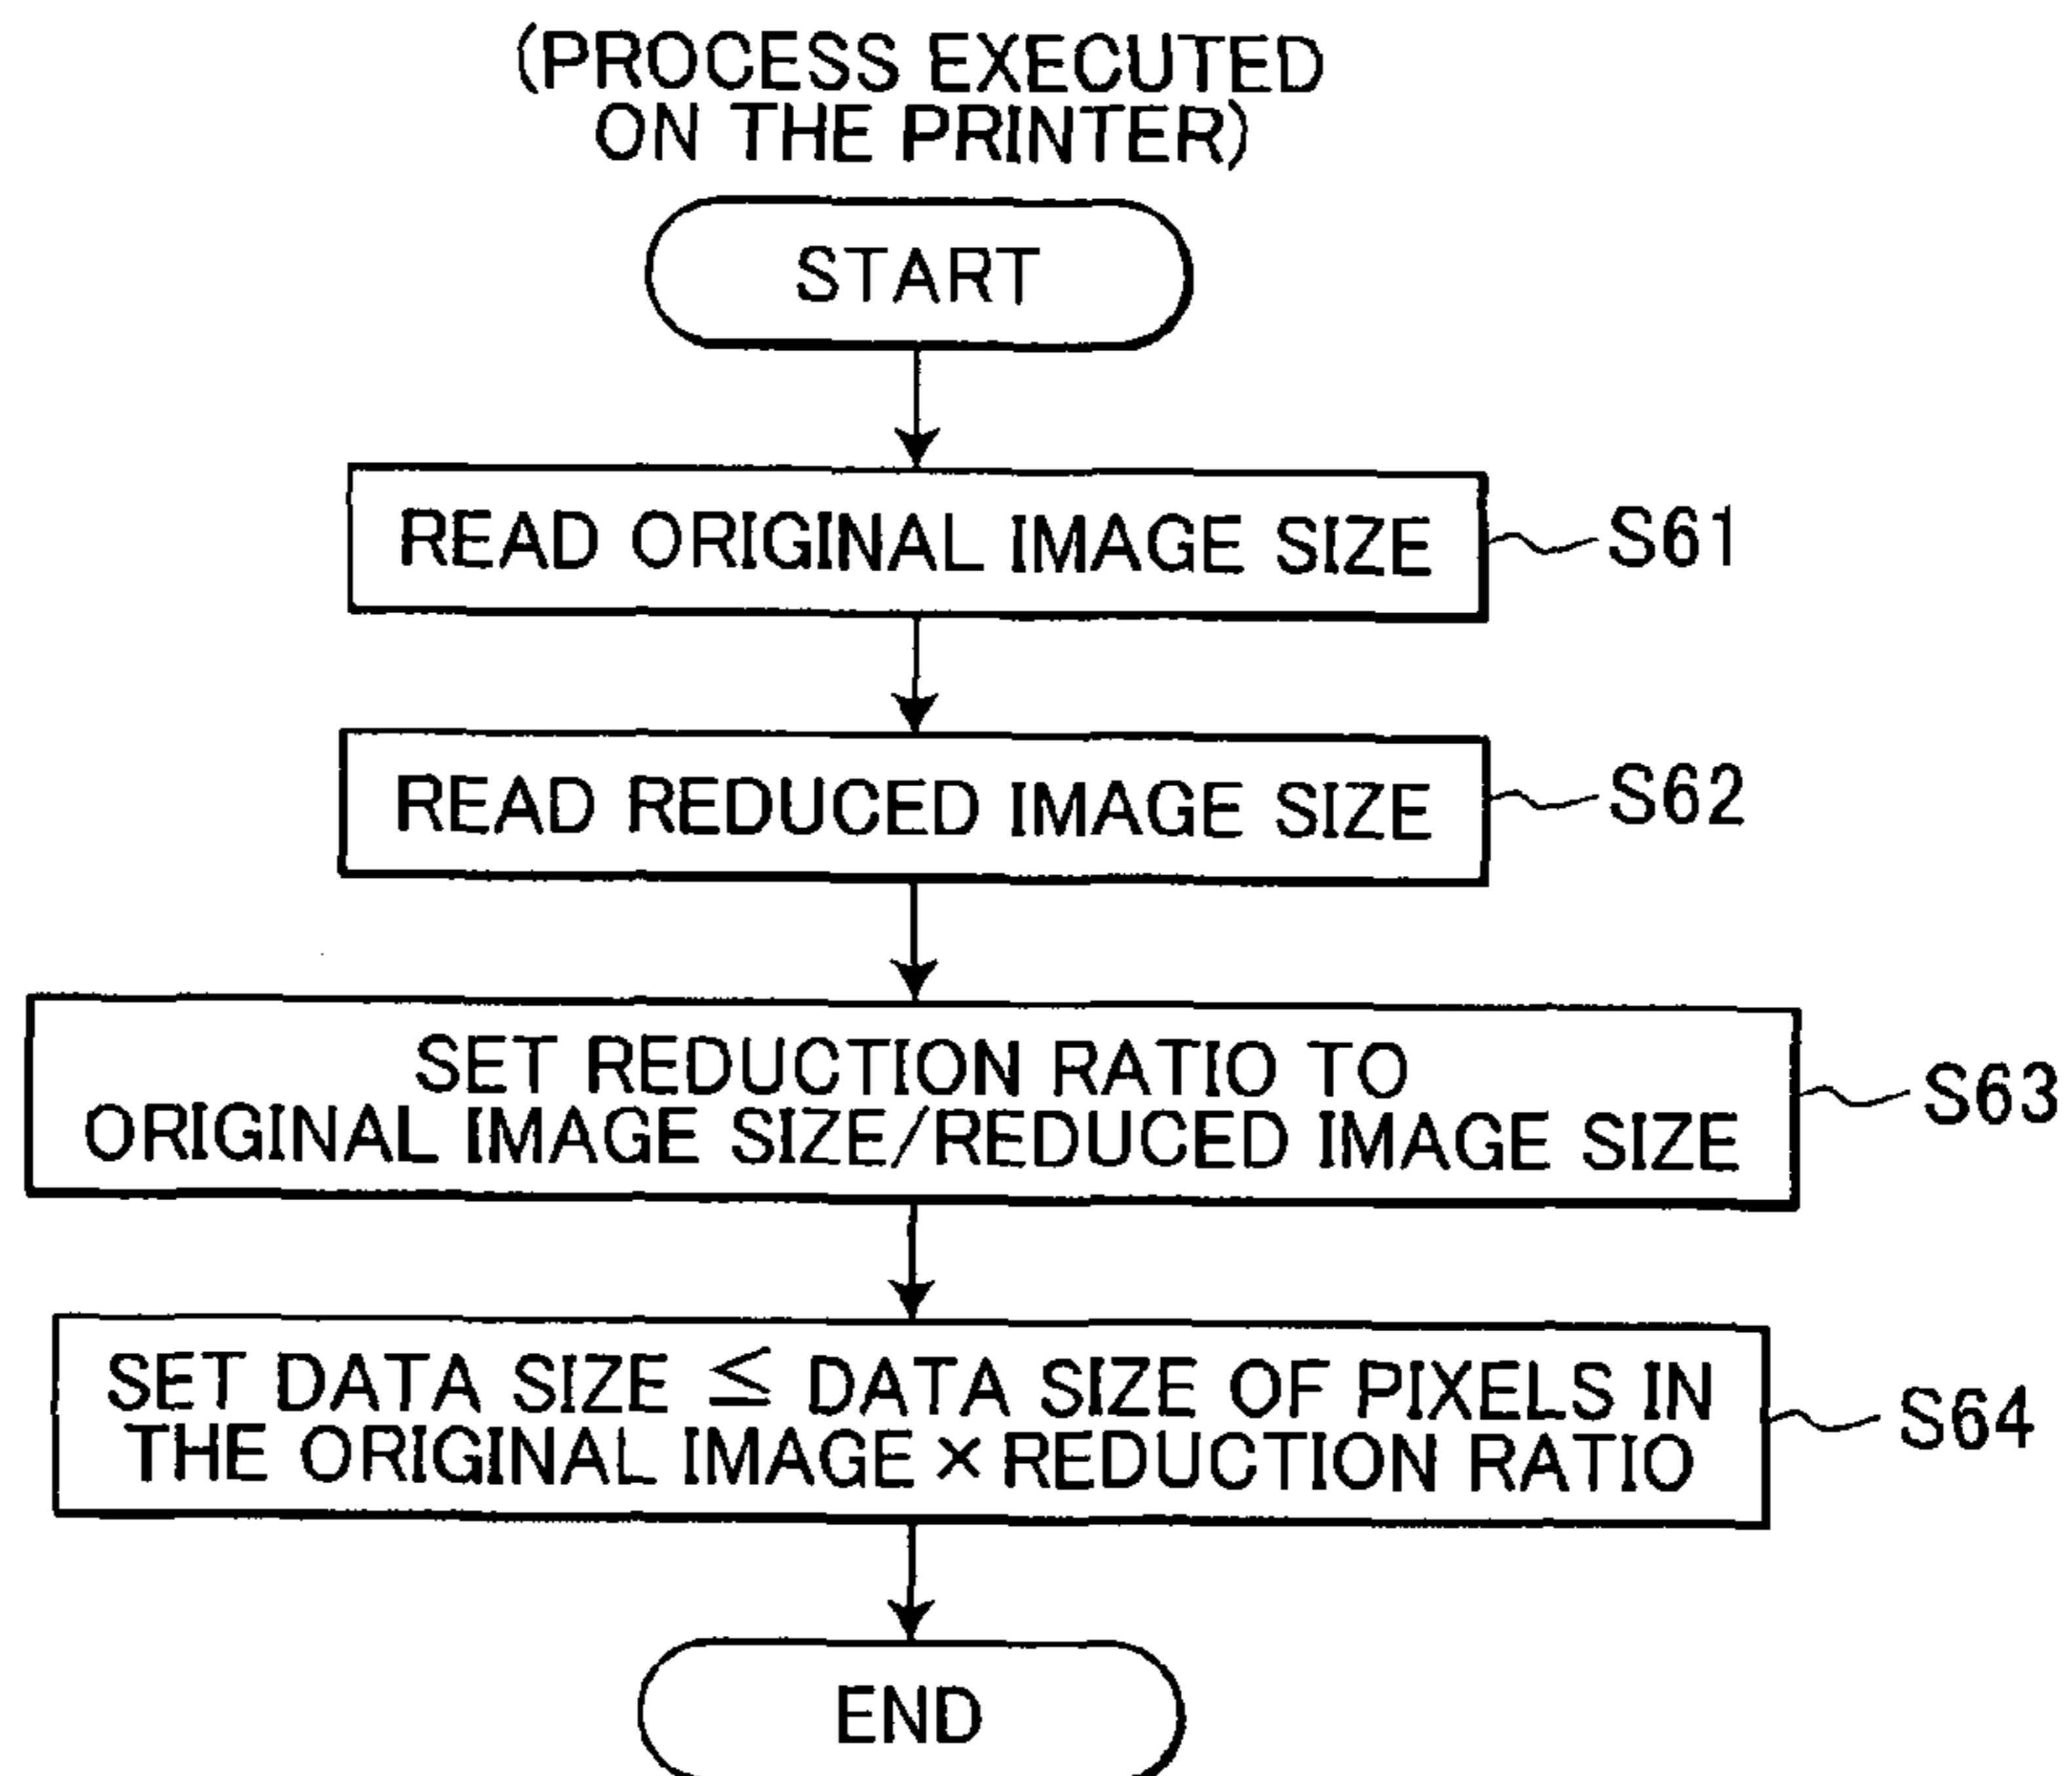 (PROCESS EXECUTED
ON THE PRINTER)
START
READ ORIGINAL IMAGE SIZE
S61
READ REDUCED IMAGE SIZE
S62
SET REDUCTION RATIO TO
ORIGINAL IMAGE SIZE/REDUCED IMAGE SIZE
S63
SET DATA SIZE ≦ DATA SIZE OF PIXELS IN
THE ORIGINAL IMAGE × REDUCTION RATIO
S64
END